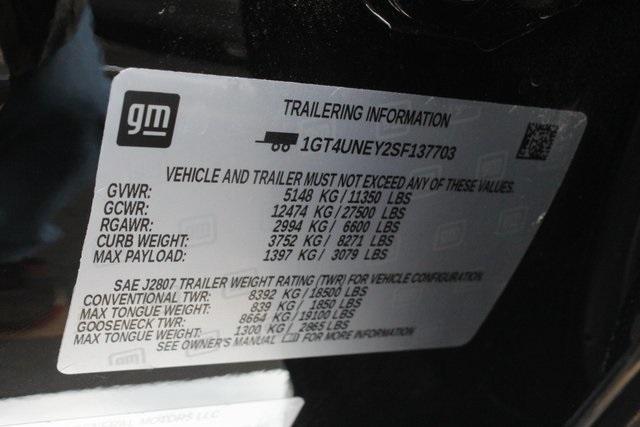 gm
TRAILERING INFORMATION
1GT4UNEY2SF137703
VEHICLE AND TRAILER MUST NOT EXCEED ANY OF THESE VALUES.
GVWR: 5148 KG / 11350 LBS
GCWR: 12474 KG / 27500 LBS
RGAWR: 2994 KG / 6600 LBS
CURB WEIGHT: 3752 KG / 8271 LBS
MAX PAYLOAD: 1397 KG / 3079 LBS
SAE J2807 TRAILER WEIGHT RATING (TWR) FOR VEHICLE CONFIGURATION
CONVENTIONAL TWR: 8392 KG / 18500 LBS
MAX TONGUE WEIGHT: 839 KG / 1850 LBS
GOOSENECK TWR: 8664 KG / 19100 LBS
MAX TONGUE WEIGHT: 1300 KG / 2865 LBS
SEE OWNER'S MANUAL FOR MORE INFORMATION
GENERAL MOTORS LLC